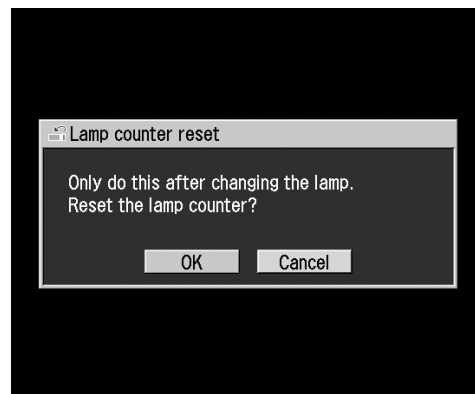 Lamp counter reset
Only do this after changing the lamp.
Reset the lamp counter?
OK Cancel